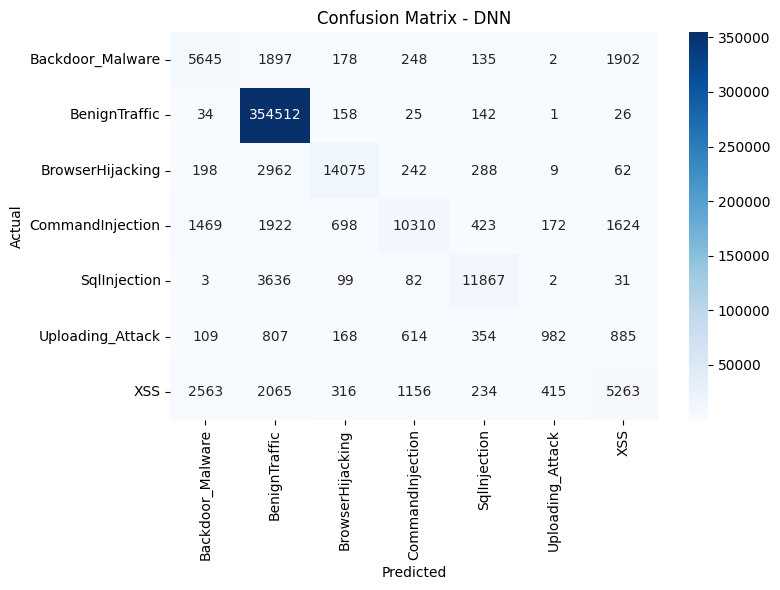 Confusion Matrix - DNN
Actual
Backdoor_Malware 5645 1897 178 248 135 2 1902
BenignTraffic 34 354512 158 25 142 1 26
BrowserHijacking 198 2962 14075 242 288 9 62
CommandInjection 1469 1922 698 10310 423 172 1624
SqlInjection 3 3636 99 82 11867 2 31
Uploading_Attack 109 807 168 614 354 982 885
XSS 2563 2065 316 1156 234 415 5263
Backdoor_Malware
BenignTraffic
BrowserHijacking
CommandInjection
SqlInjection
Uploading_Attack
XSS
Predicted
350000
300000
250000
200000
150000
100000
50000